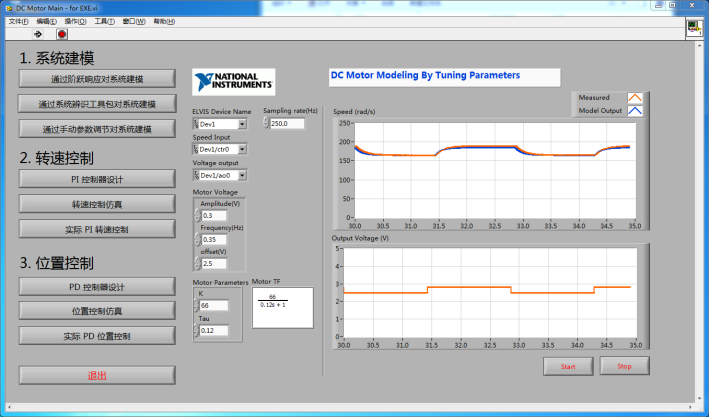 DC Motor Main - for EXE.vi
文件(F) 编辑(E) 操作(O) 工具(T) 窗口(W) 帮助(H)
1. 系统建模
通过阶跃响应对系统建模
通过系统辨识工具包对系统建模
通过手动参数调节对系统建模
2. 转速控制
PI 控制器设计
转速控制仿真
实际 PI 转速控制
3. 位置控制
PD 控制器设计
位置控制仿真
实际 PD 位置控制
退出
NATIONAL
INSTRUMENTS
DC Motor Modeling By Tuning Parameters
ELVIS Device Name
Dev1
Sampling rate(Hz)
250.0
Speed Input
Dev1/ctr0
Voltage output
Dev1/ao0
Motor Voltage
Amplitude(V)
0.3
Frequency(Hz)
0.35
offset(V)
2.5
Motor Parameters
K
66
Tau
0.12
Motor TF
66
0.12s + 1
Measured
Model Output
Speed (rad/s)
250
200
150
100
50
0
30.0 30.5 31.0 31.5 32.0 32.5 33.0 33.5 34.0 34.5 35.0
Output Voltage (V)
5
4
3
2
1
0
30.0 30.5 31.0 31.5 32.0 32.5 33.0 33.5 34.0 34.5 35.0
Start Stop